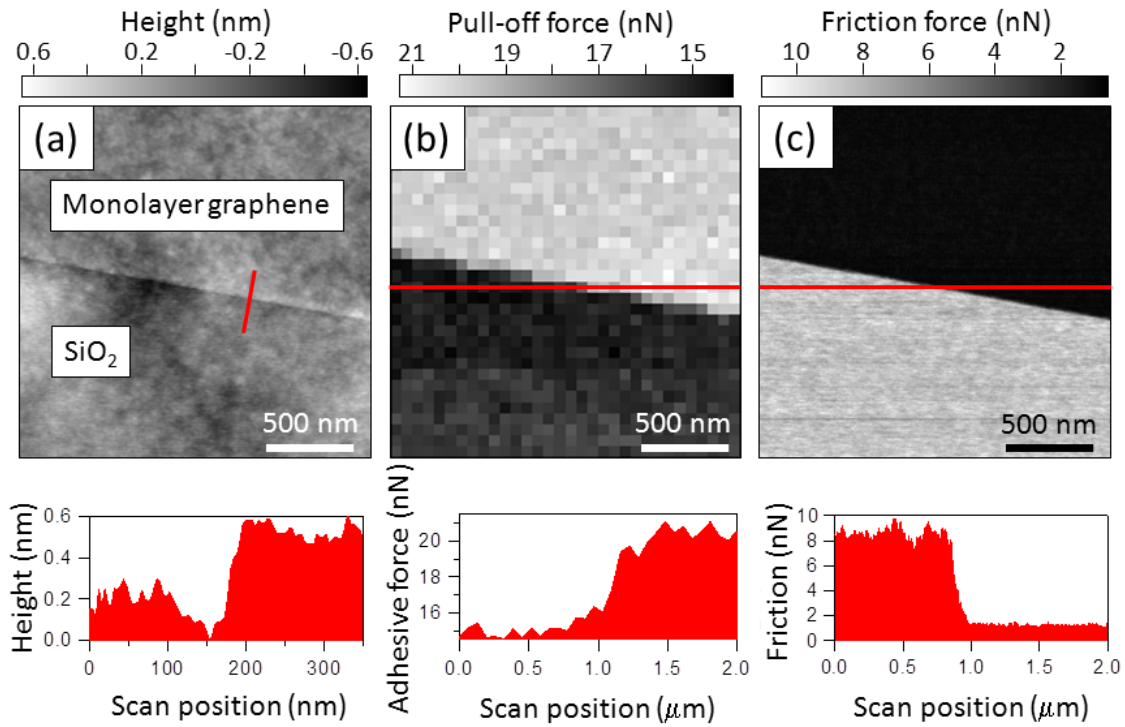 Height (nm)
0.6 0.2 -0.2 -0.6
Pull-off force (nN)
21 19 17 15
Friction force (nN)
10 8 6 4 2
(a)
Monolayer graphene
SiO₂
500 nm
(b)
500 nm
(c)
500 nm
Height (nm)
0.6
0.4
0.2
0.0
0 100 200 300
Scan position (nm)
Adhesive force (nN)
20
18
16
0.0 0.5 1.0 1.5 2.0
Scan position (μm)
Friction (nN)
10
8
6
4
2
0
0.0 0.5 1.0 1.5 2.0
Scan position (μm)